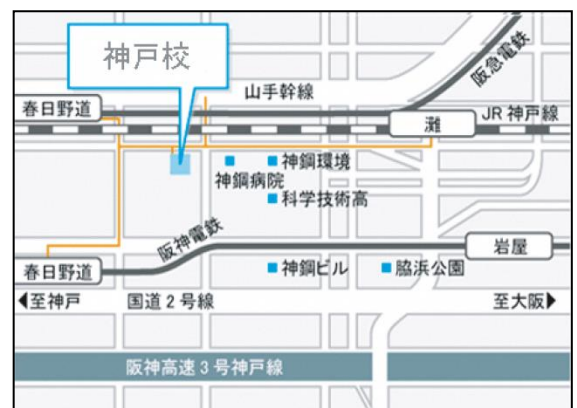 神戸校
阪急電鉄
山手幹線
春日野道
JR 神戸線
灘
神鋼環境
神鋼病院
科学技術高
阪神電鉄
岩屋
春日野道
神鋼ビル
脇浜公園
◀至神戸
国道2号線
至大阪▶
阪神高速3号神戸線